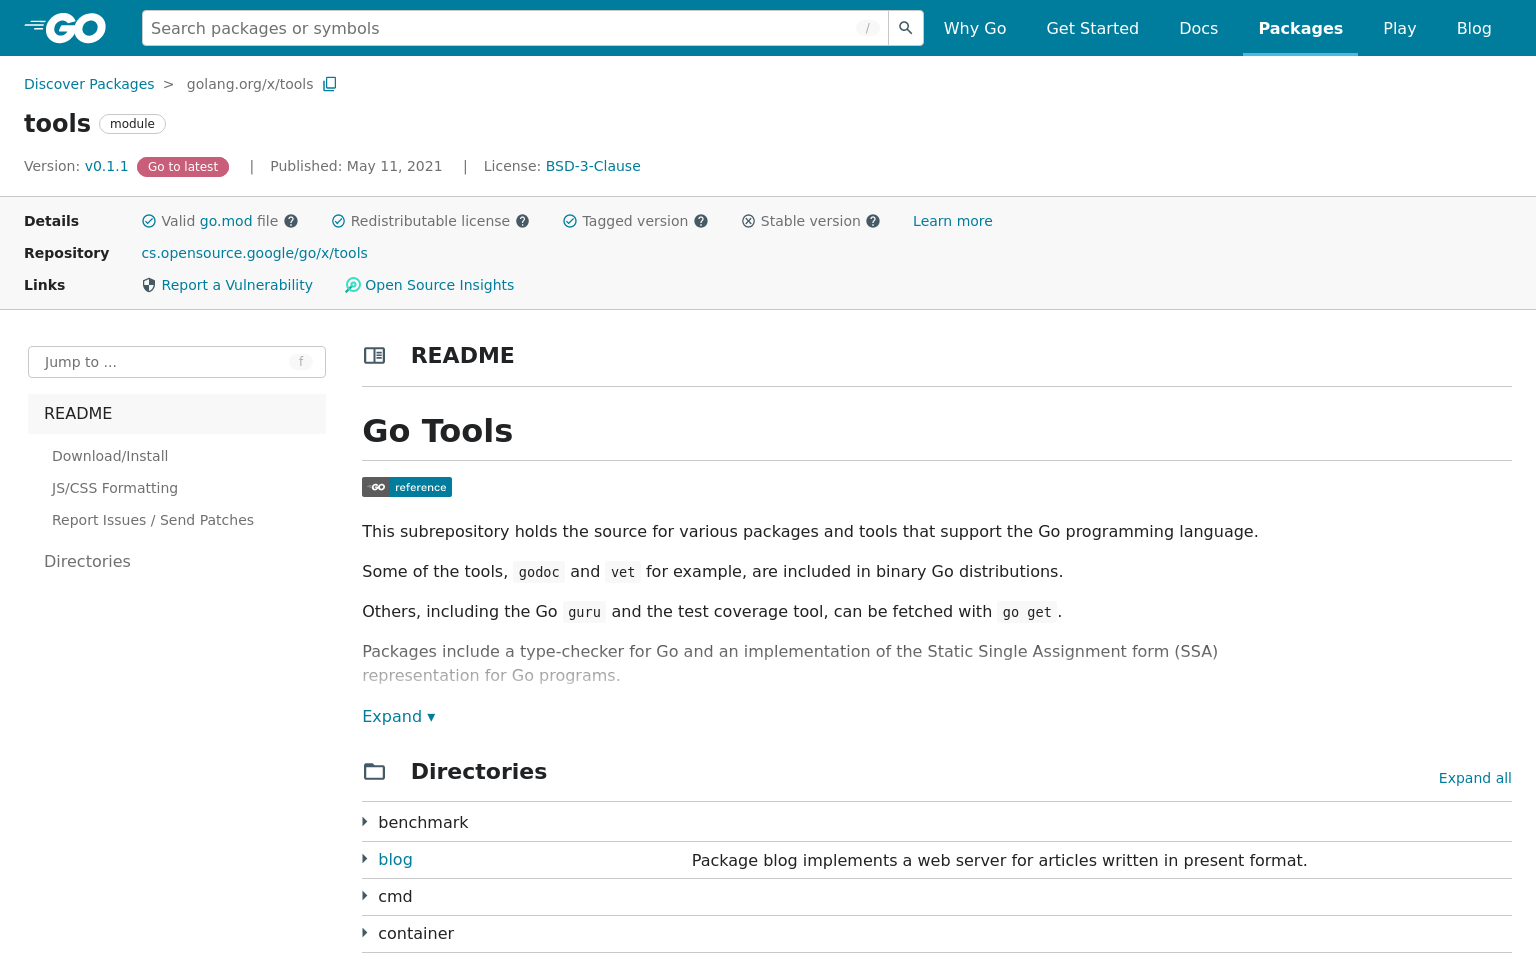 GO
Search packages or symbols /
Why Go Get Started Docs Packages Play Blog
Discover Packages > golang.org/x/tools
tools module
Version: v0.1.1 Go to latest | Published: May 11, 2021 | License: BSD-3-Clause
Details Valid go.mod file Redistributable license Tagged version Stable version Learn more
Repository cs.opensource.google/go/x/tools
Links Report a Vulnerability Open Source Insights
Jump to ... f
README
Download/Install
JS/CSS Formatting
Report Issues / Send Patches
Directories
README
Go Tools
GO reference
This subrepository holds the source for various packages and tools that support the Go programming language.
Some of the tools, godoc and vet for example, are included in binary Go distributions.
Others, including the Go guru and the test coverage tool, can be fetched with go get.
Packages include a type-checker for Go and an implementation of the Static Single Assignment form (SSA)
representation for Go programs.
Expand ▾
Directories
Expand all
benchmark
blog Package blog implements a web server for articles written in present format.
cmd
container